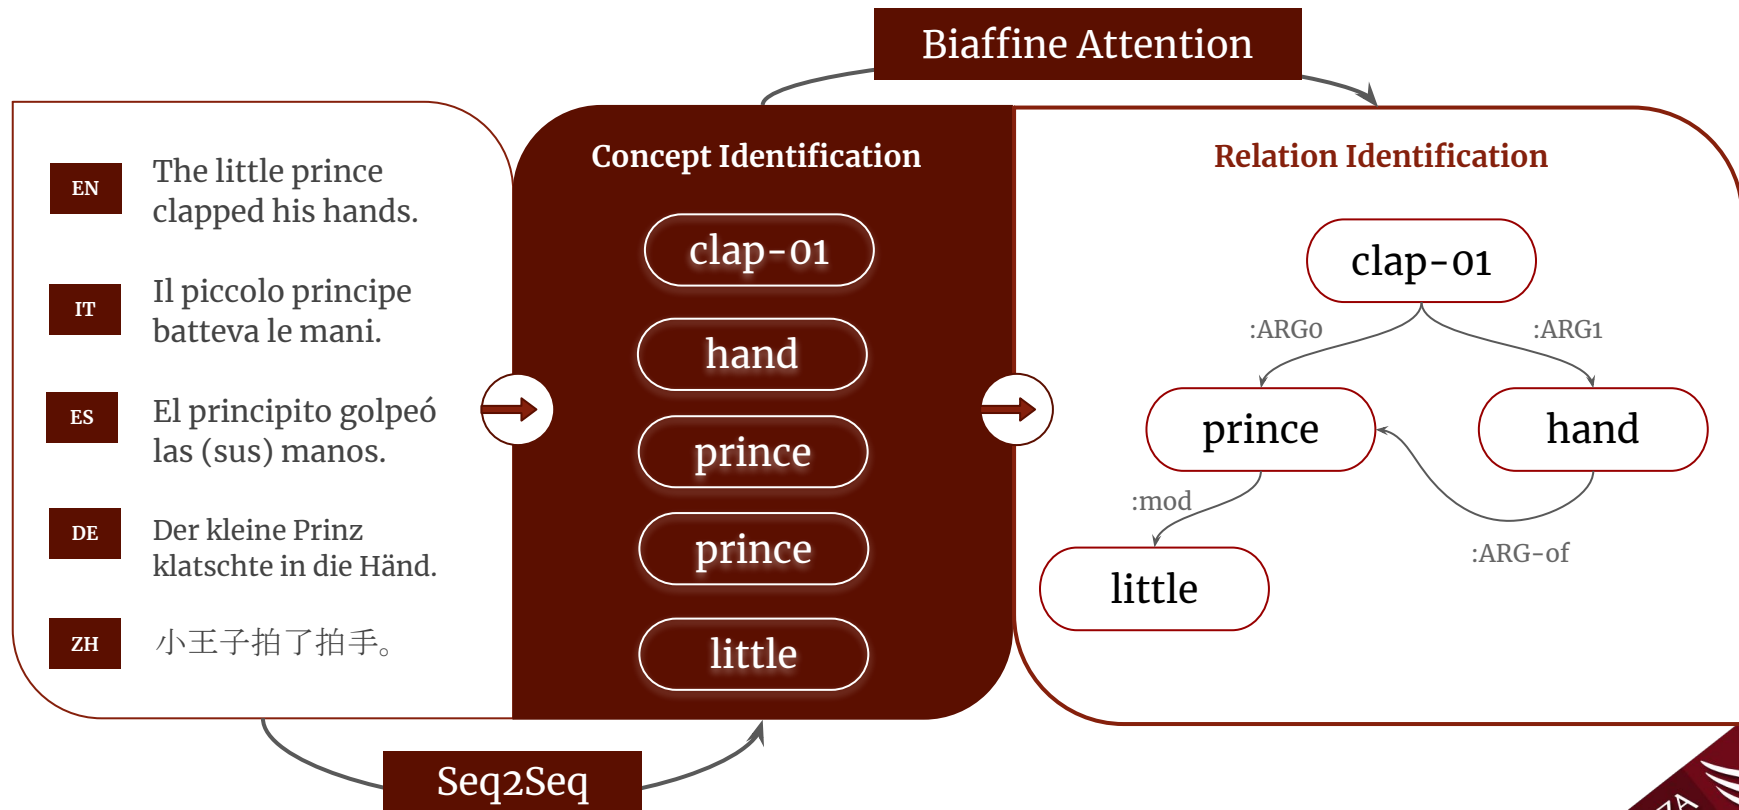 Biaffine Attention
EN
The little prince
clapped his hands.
IT
Il piccolo principe
batteva le mani.
ES
El principito golpeó
las (sus) manos.
DE
Der kleine Prinz
klatschte in die Händ.
ZH
小王子拍了拍手。
Concept Identification
clap-01
hand
prince
prince
little
Relation Identification
clap-01
:ARG0
:ARG1
prince
hand
:mod
:ARG-of
little
Seq2Seq